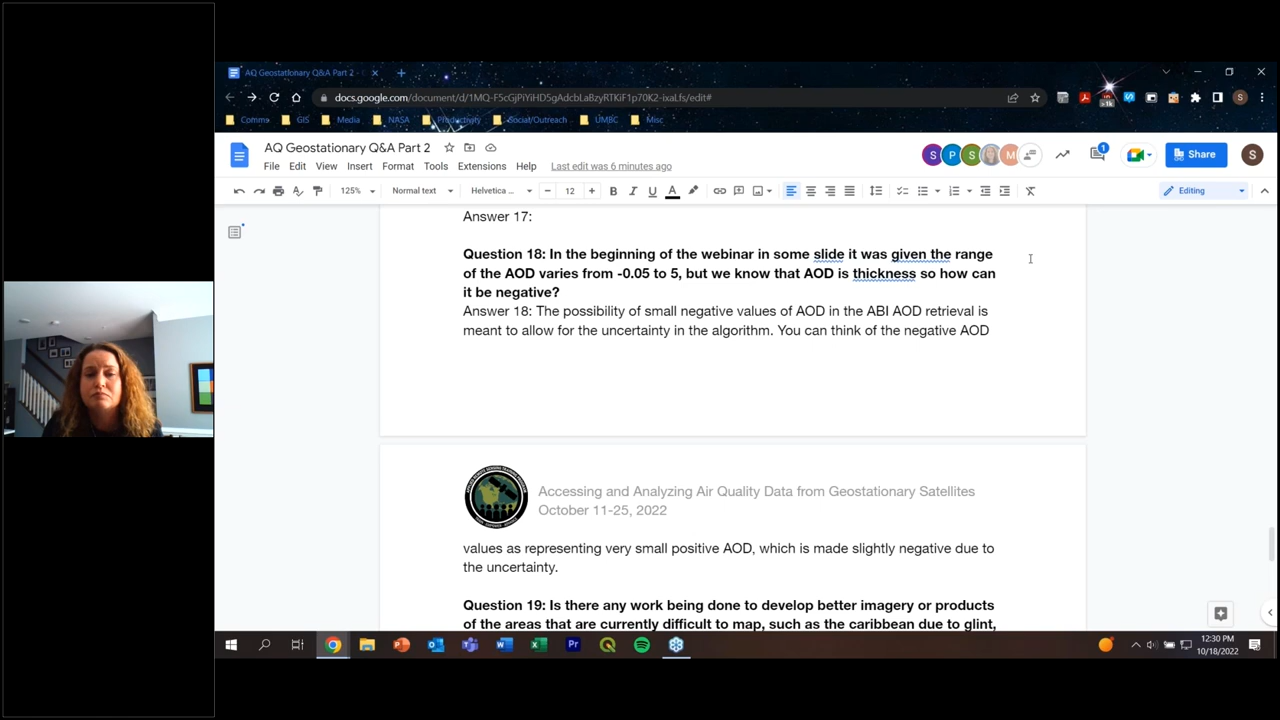 AQ Geostationary Q&A Part 2 -
docs.google.com/document/d/1MQ-F5cGjPiYiHD5gAdcbLaBzyRTKiF1p70K2-ixaLfs/edit#
Comms GIS Media NASA Productivity Social/Outreach UMBC Misc
AQ Geostationary Q&A Part 2
File Edit View Insert Format Tools Extensions Help Last edit was 6 minutes ago
Share
125% Normal text Helvetica ... 12 Editing
Answer 17:
Question 18: In the beginning of the webinar in some slide it was given the range
of the AOD varies from -0.05 to 5, but we know that AOD is thickness so how can
it be negative?
Answer 18: The possibility of small negative values of AOD in the ABI AOD retrieval is
meant to allow for the uncertainty in the algorithm. You can think of the negative AOD
Accessing and Analyzing Air Quality Data from Geostationary Satellites
October 11-25, 2022
values as representing very small positive AOD, which is made slightly negative due to
the uncertainty.
Question 19: Is there any work being done to develop better imagery or products
of the areas that are currently difficult to map, such as the caribbean due to glint,
12:30 PM
10/18/2022